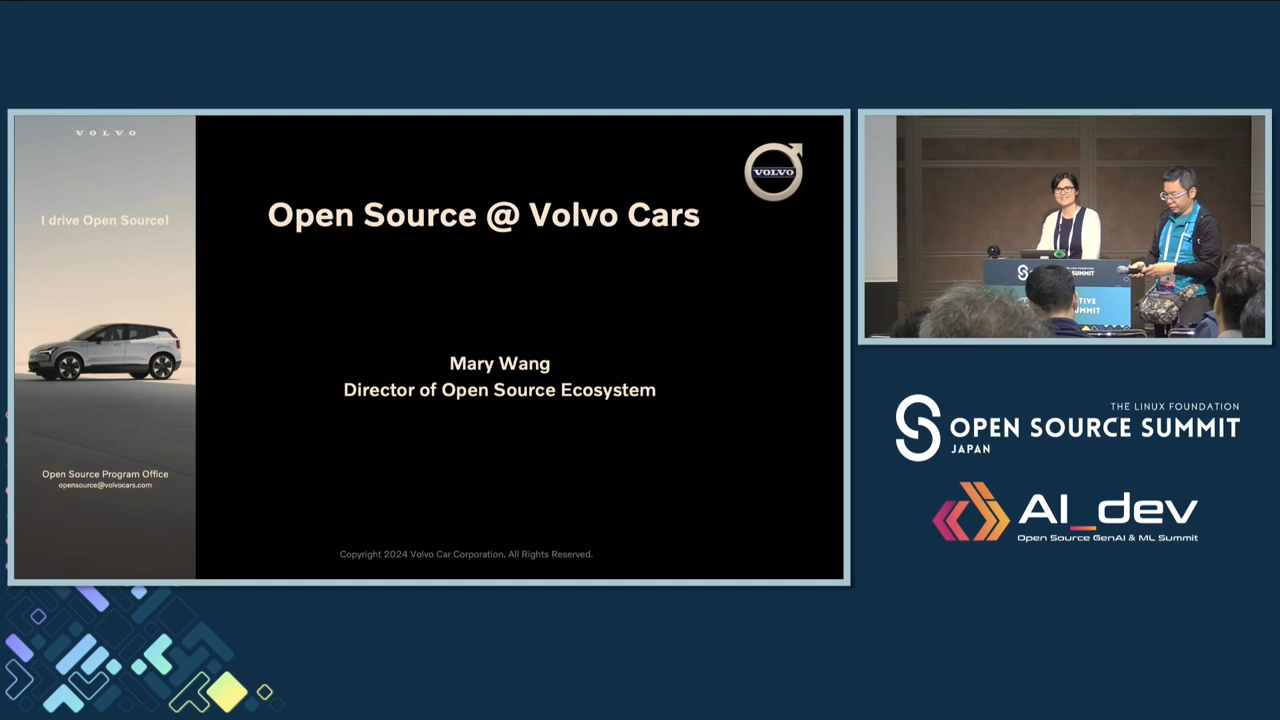 VOLVO
I drive Open Source!
Open Source Program Office
opensource@volvocars.com
VOLVO
Open Source @ Volvo Cars
Mary Wang
Director of Open Source Ecosystem
Copyright 2024 Volvo Car Corporation. All Rights Reserved.
THE LINUX FOUNDATION
OPEN SOURCE SUMMIT
JAPAN
AI_dev
Open Source GenAI & ML Summit